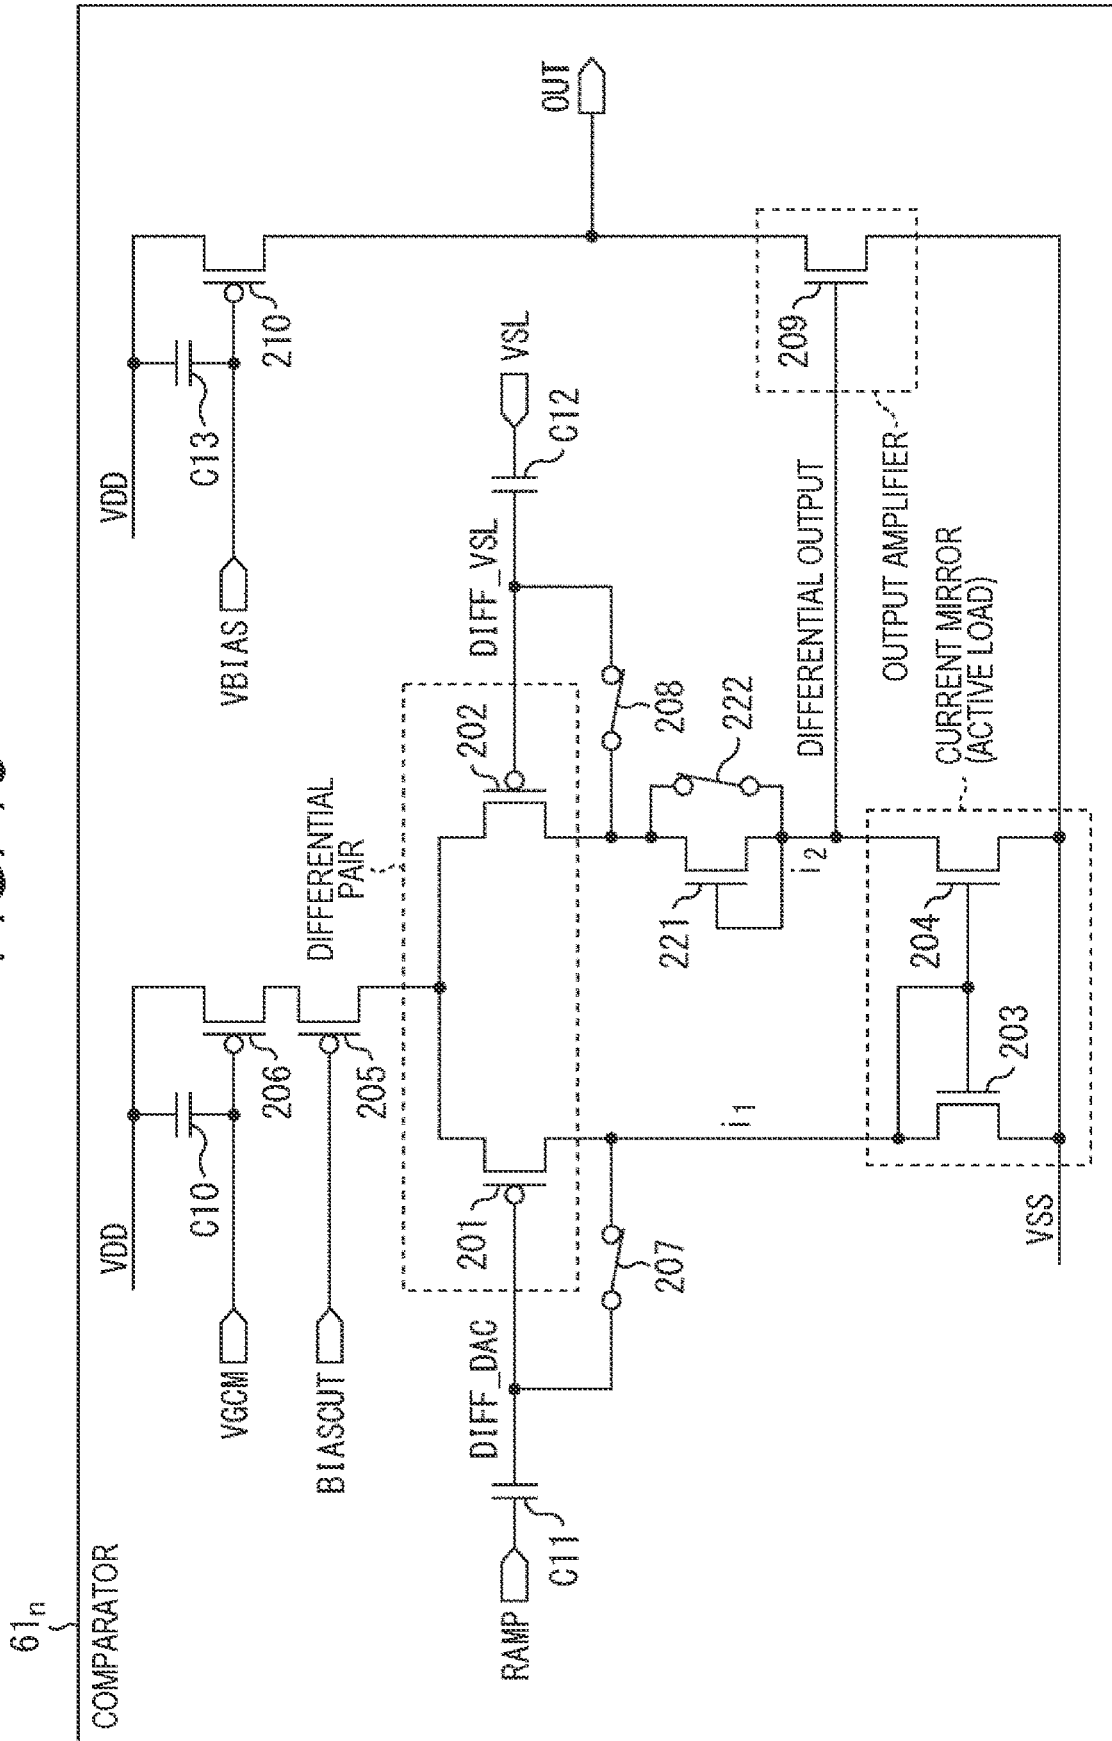 61n
COMPARATOR
VDD
C10
VGCM
206
BIASCUT
205
DIFFERENTIAL
PAIR
VDD
C13
VBIAS
210
OUT
RAMP
C11
DIFF_DAC
201
202
DIFF_VSL
C12
VSL
207
208
221
222
i1
i2
DIFFERENTIAL OUTPUT
209
OUTPUT AMPLIFIER
CURRENT MIRROR
(ACTIVE LOAD)
203
204
VSS